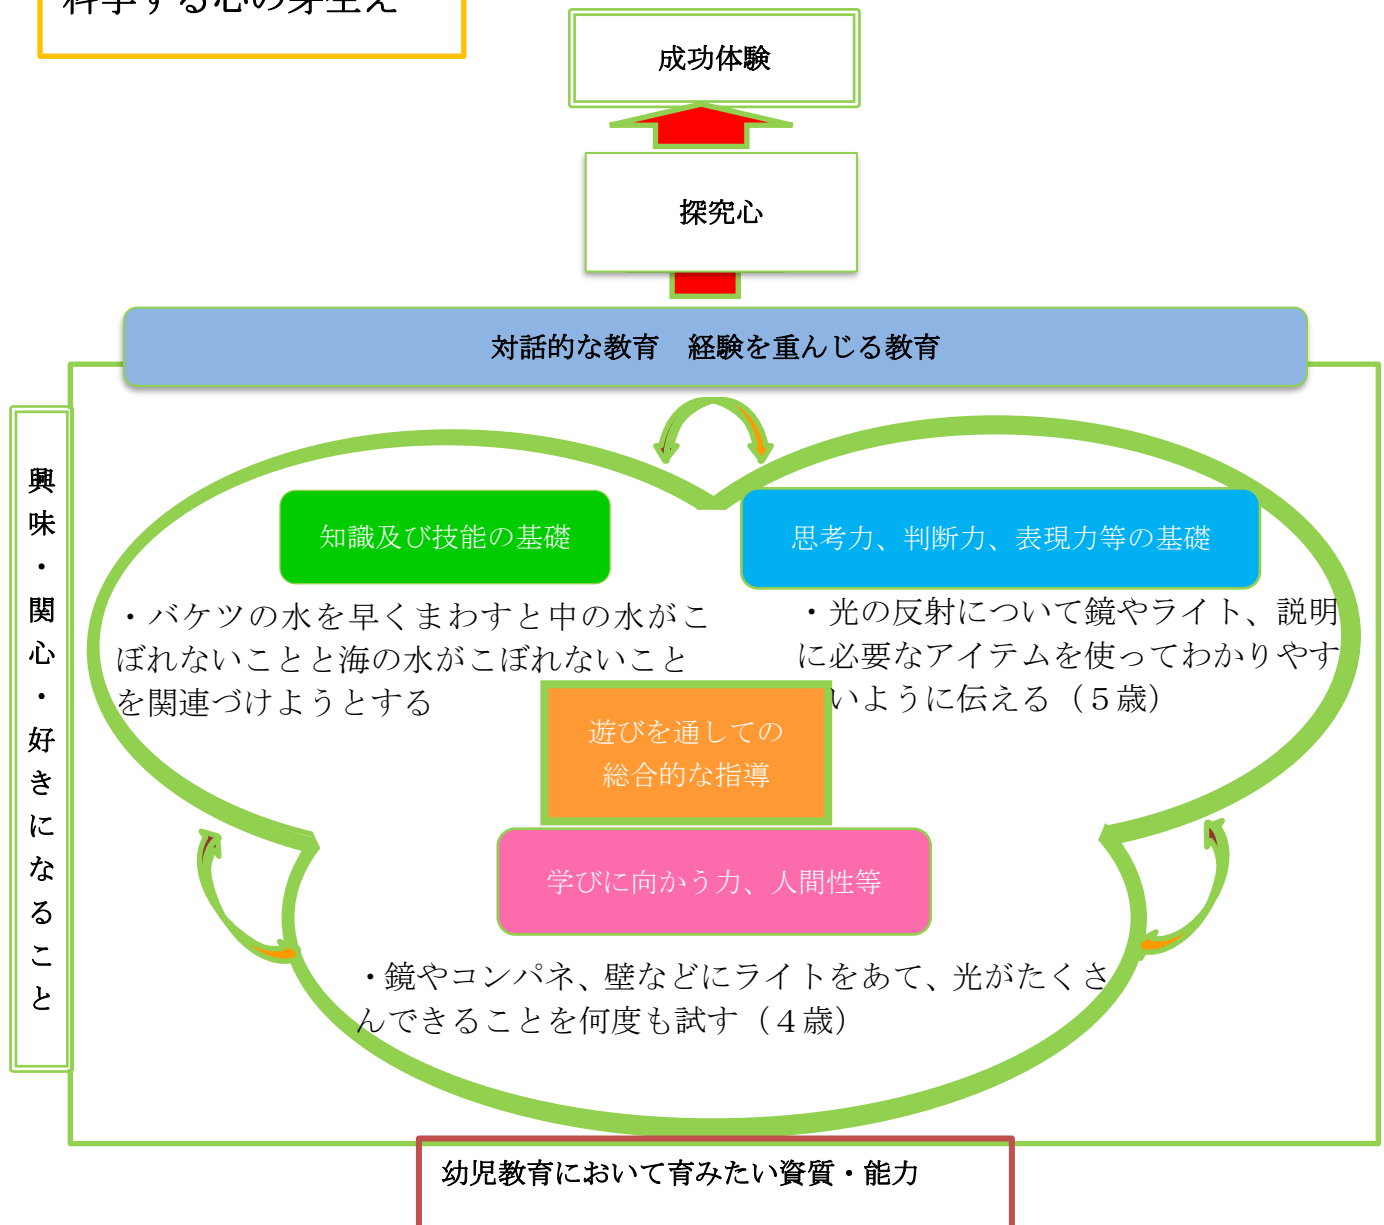 科学する心の芽生え
成功体験
探究心
対話的な教育　経験を重んじる教育
興味・関心・好きになること
知識及び技能の基礎
・バケツの水を早くまわすと中の水がこ
ぼれないことと海の水がこぼれないこと
を関連づけようとする
思考力、判断力、表現力等の基礎
・光の反射について鏡やライト、説明
に必要なアイテムを使ってわかりやす
いように伝える（５歳）
遊びを通しての
総合的な指導
学びに向かう力、人間性等
・鏡やコンパネ、壁などにライトをあて、光がたくさ
んできることを何度も試す（４歳）
幼児教育において育みたい資質・能力